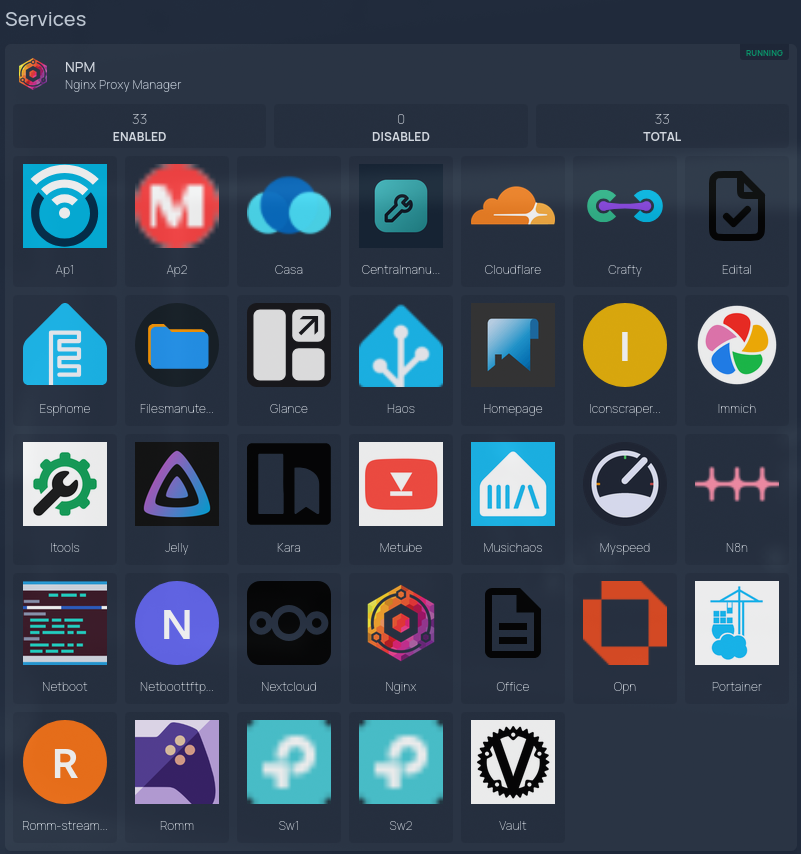 Services
RUNNING
NPM
Nginx Proxy Manager
33
ENABLED
0
DISABLED
33
TOTAL
M
Ap1
Ap2
Casa
Centralmanu...
Cloudflare
Crafty
Edital
I
Esphome
Filesmanute...
Glance
Haos
Homepage
Iconscraper...
Immich
Itools
Jelly
Kara
Metube
Musichaos
Myspeed
N8n
N
Netboot
Netboottftp...
Nextcloud
Nginx
Office
Opn
Portainer
R
V
Romm-stream...
Romm
Sw1
Sw2
Vault